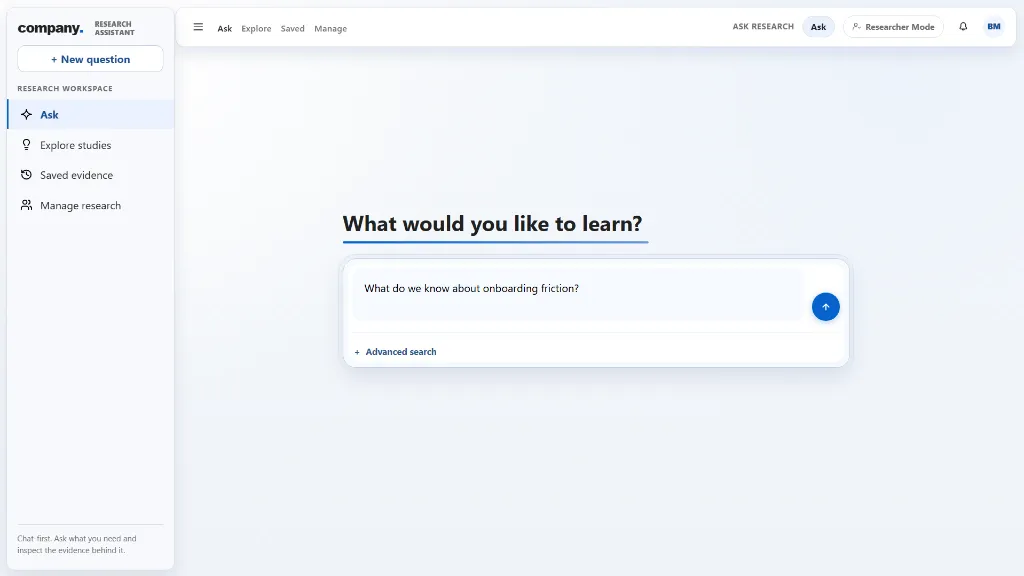 company.
RESEARCH
ASSISTANT
+ New question
RESEARCH WORKSPACE
Ask
Explore studies
Saved evidence
Manage research
Chat-first. Ask what you need and
inspect the evidence behind it.
Ask Explore Saved Manage
ASK RESEARCH Ask Researcher Mode BM
What would you like to learn?
What do we know about onboarding friction?
+ Advanced search